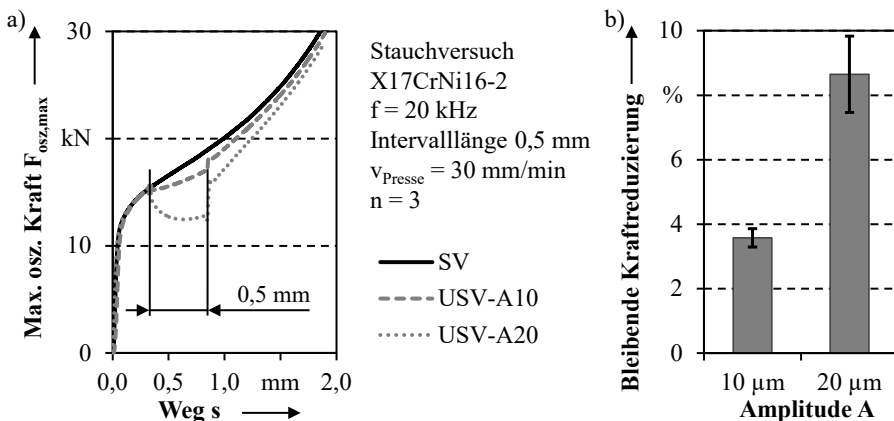 a)
Max. osz. Kraft F_osz,max
30
kN
10
0
0,5 mm
0,0 0,5 1,0 mm 2,0
Weg s
Stauchversuch
X17CrNi16-2
f = 20 kHz
Intervalllänge 0,5 mm
v_Presse = 30 mm/min
n = 3
SV
USV-A10
USV-A20
b)
Bleibende Kraftreduzierung
10
%
6
4
2
0
10 µm 20 µm
Amplitude A